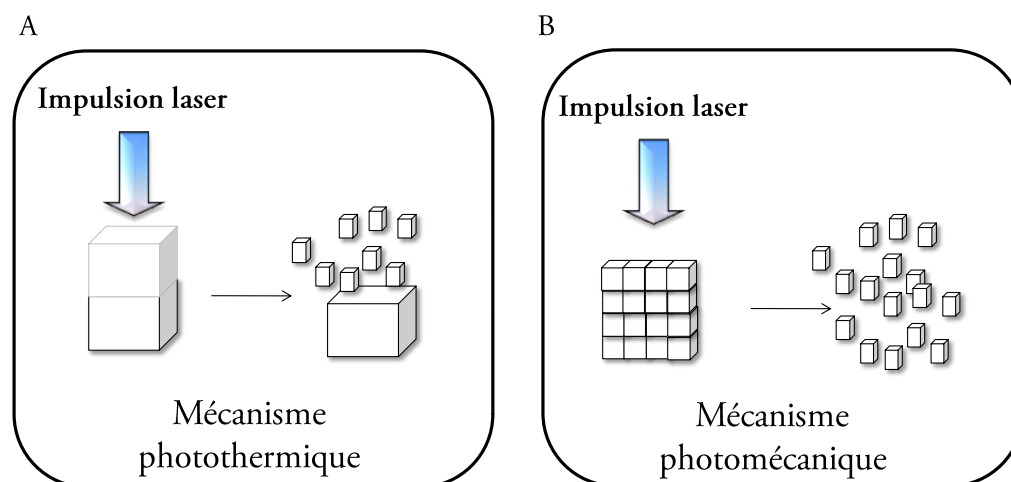 A
Impulsion laser
Mécanisme
photothermique
B
Impulsion laser
Mécanisme
photomécanique